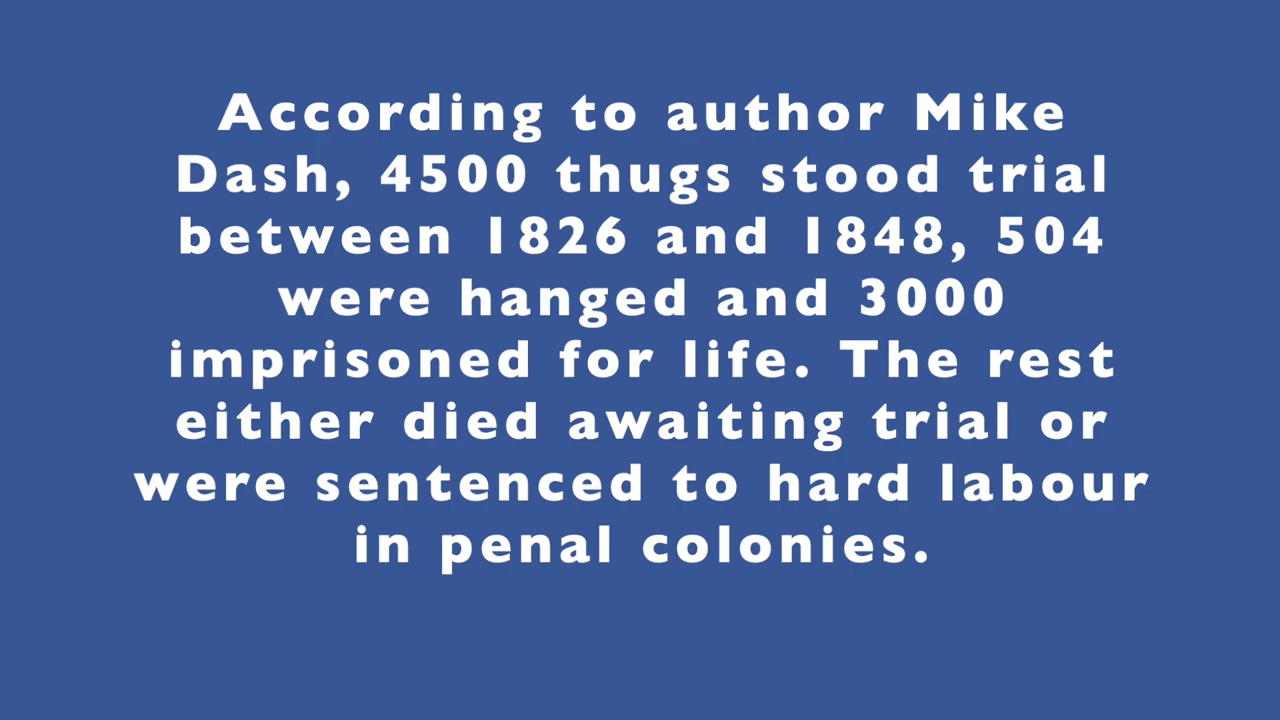 According to author Mike
Dash, 4500 thugs stood trial
between 1826 and 1848, 504
were hanged and 3000
imprisoned for life. The rest
either died awaiting trial or
were sentenced to hard labour
in penal colonies.